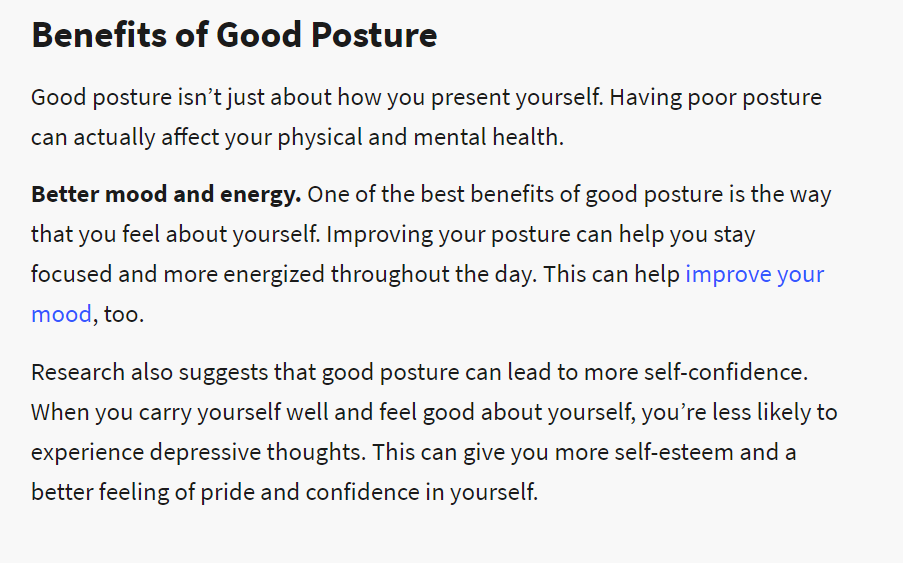 Benefits of Good Posture
Good posture isn’t just about how you present yourself. Having poor posture
can actually affect your physical and mental health.
Better mood and energy. One of the best benefits of good posture is the way
that you feel about yourself. Improving your posture can help you stay
focused and more energized throughout the day. This can help improve your
mood, too.
Research also suggests that good posture can lead to more self-confidence.
When you carry yourself well and feel good about yourself, you’re less likely to
experience depressive thoughts. This can give you more self-esteem and a
better feeling of pride and confidence in yourself.